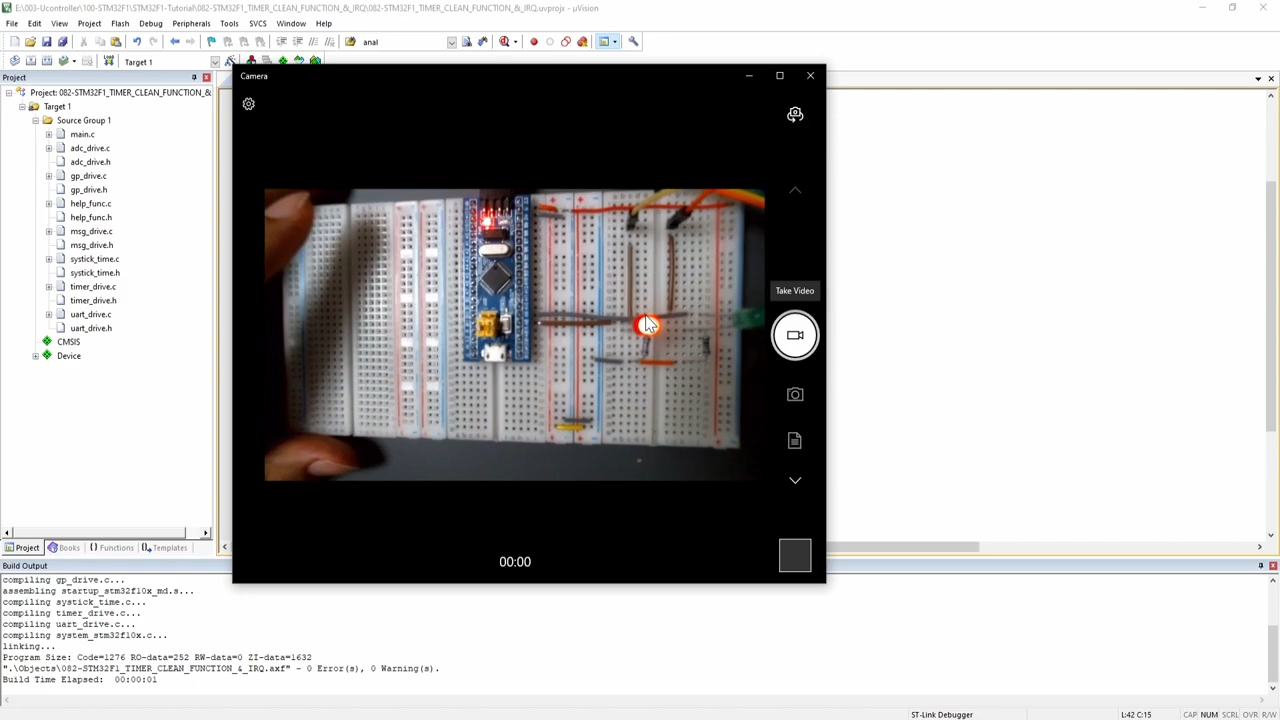 E:\003-Ucontroller\100-STM32F1\STM32F1-Tutorial\082-STM32F1_TIMER_CLEAN_FUNCTION_&_IRQ\082-STM32F1_TIMER_CLEAN_FUNCTION_&_IRQ.uvprojx - µVision
File Edit View Project Flash Debug Peripherals Tools SVCS Window Help
anal
Target 1
Project
Project: 082-STM32F1_TIMER_CLEAN_FUNCTION_&
Target 1
Source Group 1
main.c
adc_drive.c
adc_drive.h
gp_drive.c
gp_drive.h
help_func.c
help_func.h
msg_drive.c
msg_drive.h
systick_time.c
systick_time.h
timer_drive.c
timer_drive.h
uart_drive.c
uart_drive.h
CMSIS
Device
Camera
Take Video
00:00
Project Books {} Functions Templates
Build Output
compiling gp_drive.c...
assembling startup_stm32f10x_md.s...
compiling systick_time.c...
compiling timer_drive.c...
compiling uart_drive.c...
compiling system_stm32f10x.c...
linking...
Program Size: Code=1276 RO-data=252 RW-data=0 ZI-data=1632
".\Objects\082-STM32F1_TIMER_CLEAN_FUNCTION_&_IRQ.axf" - 0 Error(s), 0 Warning(s).
Build Time Elapsed:  00:00:01
ST-Link Debugger L:42 C:15 CAP NUM SCRL OVR R/W